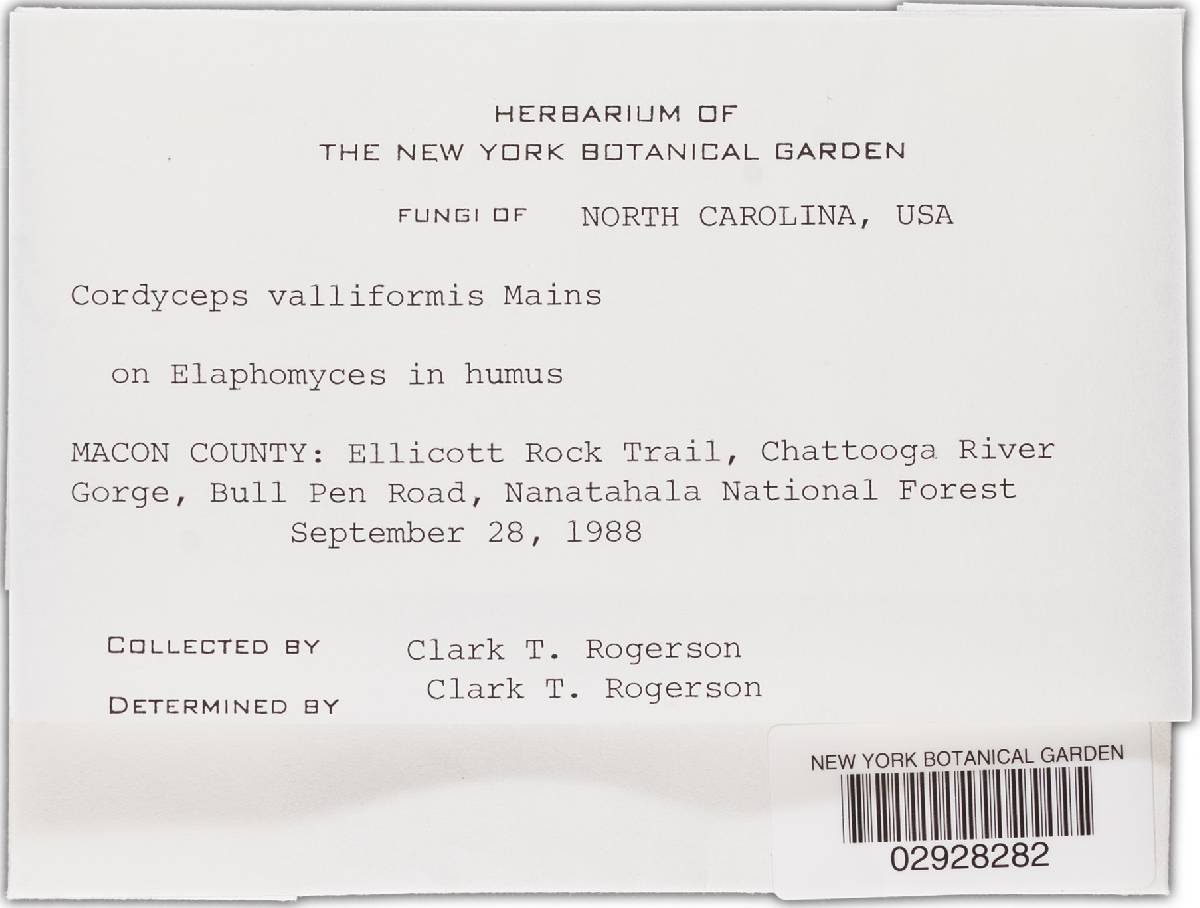 HERBARIUM OF
THE NEW YORK BOTANICAL GARDEN
FUNGI OF NORTH CAROLINA, USA
Cordyceps valliformis Mains
on Elaphomyces in humus
MACON COUNTY: Ellicott Rock Trail, Chattooga River
Gorge, Bull Pen Road, Nanatahala National Forest
September 28, 1988
COLLECTED BY Clark T. Rogerson
DETERMINED BY Clark T. Rogerson
NEW YORK BOTANICAL GARDEN
02928282